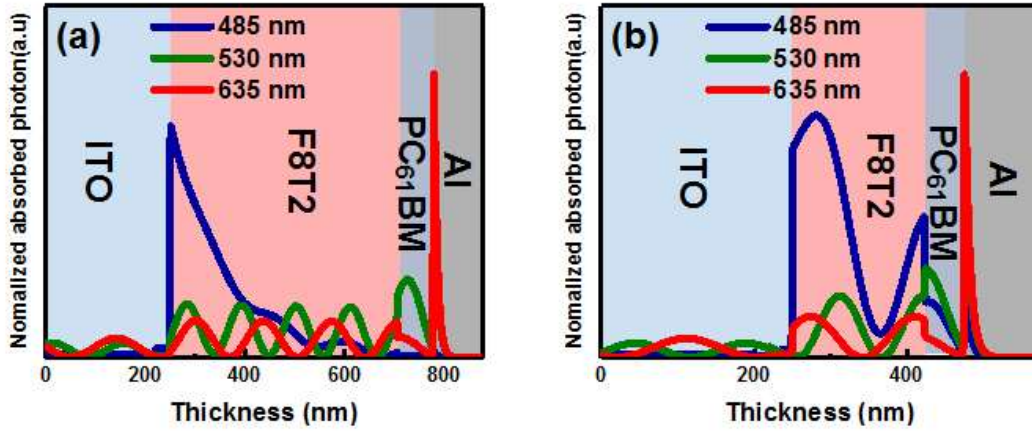 (a)
485 nm
530 nm
635 nm
ITO
F8T2
PC61BM
Al
Nomalized absorbed photon(a.u)
0
200
400
600
800
Thickness (nm)
(b)
485 nm
530 nm
635 nm
ITO
F8T2
PC61BM
Al
Nomalized absorbed photon(a.u)
0
200
400
Thickness (nm)